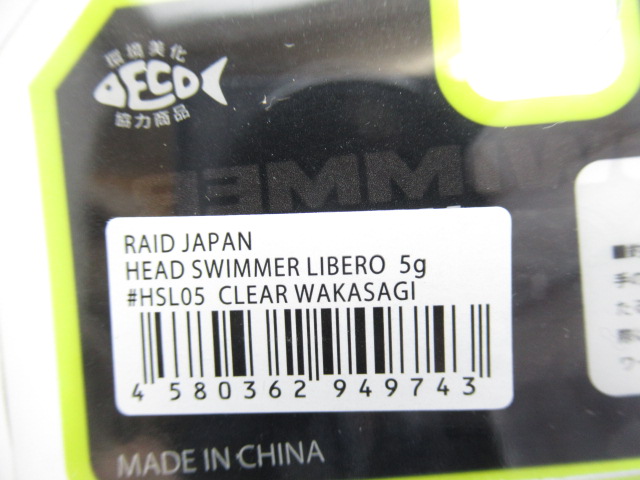 環境美化
ECO
協力商品
RAID JAPAN
HEAD SWIMMER LIBERO 5g
#HSL05 CLEAR WAKASAGI
4 580362 949743
MADE IN CHINA